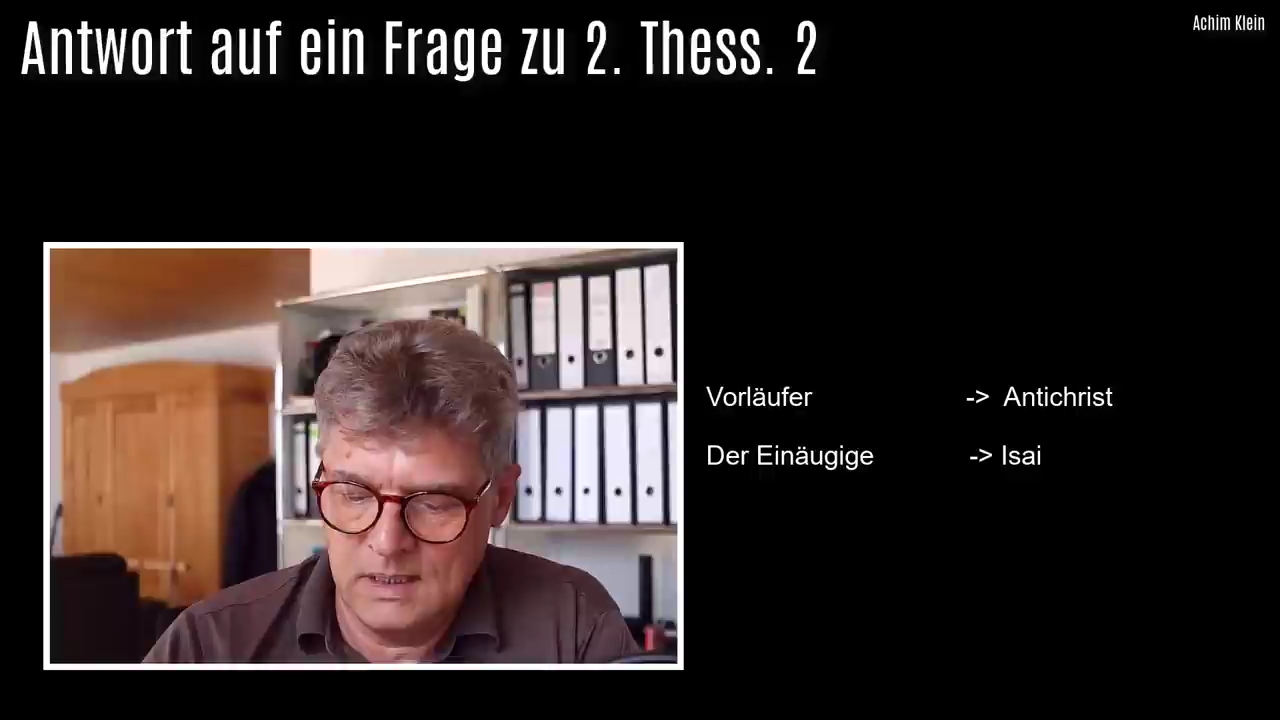 Antwort auf ein Frage zu 2. Thess. 2
Achim Klein
Vorläufer -> Antichrist
Der Einäugige -> Isai